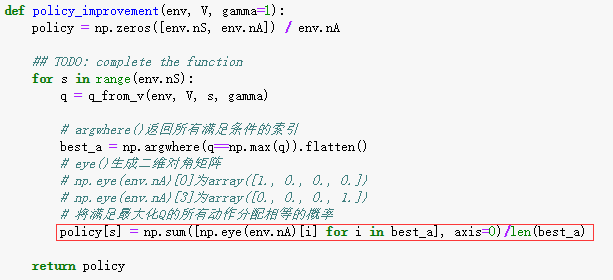 def policy_improvement(env, V, gamma=1):
    policy = np.zeros([env.nS, env.nA]) / env.nA
    ## TODO: complete the function
    for s in range(env.nS):
        q = q_from_v(env, V, s, gamma)
        # argwhere()返回所有满足条件的索引
        best_a = np.argwhere(q==np.max(q)).flatten()
        # eye()生成二维对角矩阵
        # np.eye(env.nA)[0]为array([1., 0., 0., 0.])
        # np.eye(env.nA)[3]为array([0., 0., 0., 1.])
        # 将满足最大化Q的所有动作分配相等的概率
        policy[s] = np.sum([np.eye(env.nA)[i] for i in best_a], axis=0)/len(best_a)
    return policy